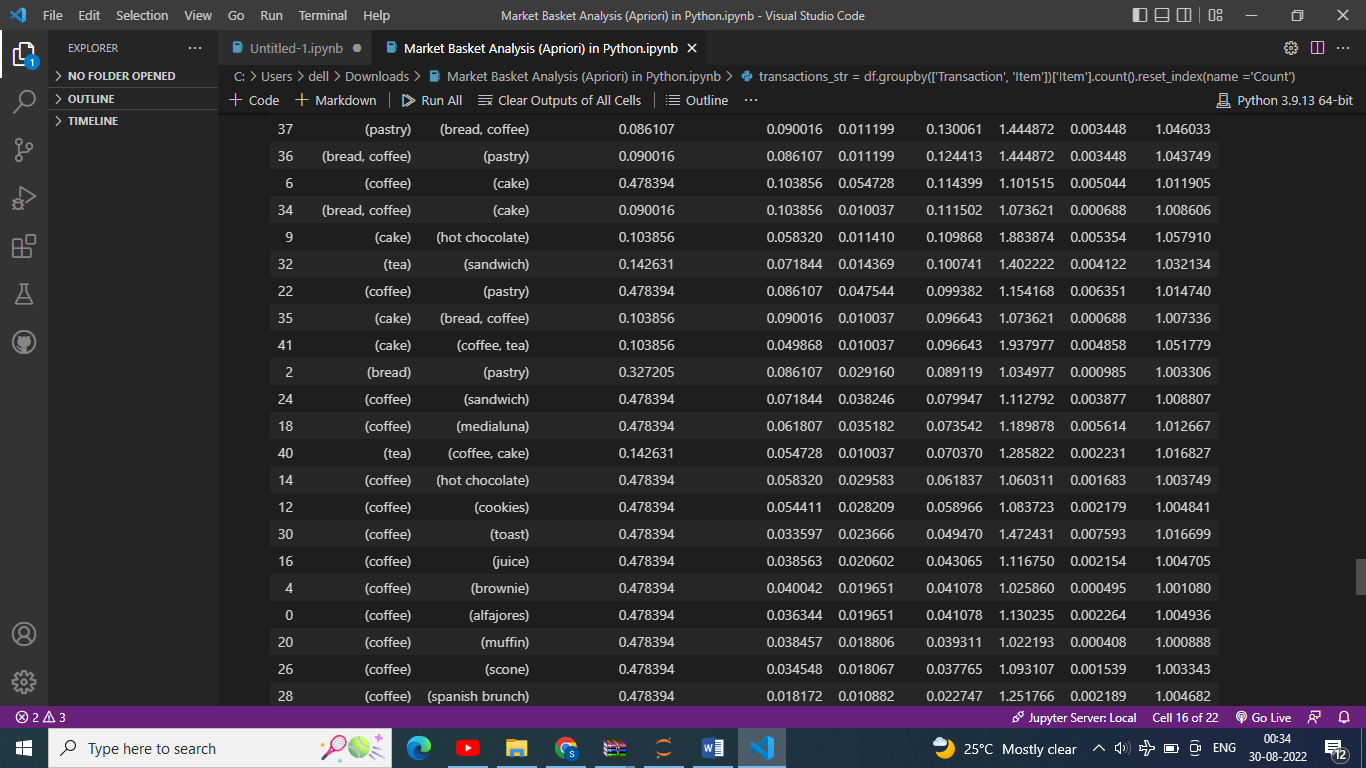 File Edit Selection View Go Run Terminal Help Market Basket Analysis (Apriori) in Python.ipynb - Visual Studio Code
EXPLORER ··· Untitled-1.ipynb ● Market Basket Analysis (Apriori) in Python.ipynb ×
NO FOLDER OPENED C: > Users > dell > Downloads > Market Basket Analysis (Apriori) in Python.ipynb > transactions_str = df.groupby(['Transaction', 'Item'])['Item'].count().reset_index(name ='Count')
OUTLINE + Code + Markdown Run All Clear Outputs of All Cells Outline ··· Python 3.9.13 64-bit
TIMELINE
37 (pastry) (bread, coffee) 0.086107 0.090016 0.011199 0.130061 1.444872 0.003448 1.046033
36 (bread, coffee) (pastry) 0.090016 0.086107 0.011199 0.124413 1.444872 0.003448 1.043749
6 (coffee) (cake) 0.478394 0.103856 0.054728 0.114399 1.101515 0.005044 1.011905
34 (bread, coffee) (cake) 0.090016 0.103856 0.010037 0.111502 1.073621 0.000688 1.008606
9 (cake) (hot chocolate) 0.103856 0.058320 0.011410 0.109868 1.883874 0.005354 1.057910
32 (tea) (sandwich) 0.142631 0.071844 0.014369 0.100741 1.402222 0.004122 1.032134
22 (coffee) (pastry) 0.478394 0.086107 0.047544 0.099382 1.154168 0.006351 1.014740
35 (cake) (bread, coffee) 0.103856 0.090016 0.010037 0.096643 1.073621 0.000688 1.007336
41 (cake) (coffee, tea) 0.103856 0.049868 0.010037 0.096643 1.937977 0.004858 1.051779
2 (bread) (pastry) 0.327205 0.086107 0.029160 0.089119 1.034977 0.000985 1.003306
24 (coffee) (sandwich) 0.478394 0.071844 0.038246 0.079947 1.112792 0.003877 1.008807
18 (coffee) (medialuna) 0.478394 0.061807 0.035182 0.073542 1.189878 0.005614 1.012667
40 (tea) (coffee, cake) 0.142631 0.054728 0.010037 0.070370 1.285822 0.002231 1.016827
14 (coffee) (hot chocolate) 0.478394 0.058320 0.029583 0.061837 1.060311 0.001683 1.003749
12 (coffee) (cookies) 0.478394 0.054411 0.028209 0.058966 1.083723 0.002179 1.004841
30 (coffee) (toast) 0.478394 0.033597 0.023666 0.049470 1.472431 0.007593 1.016699
16 (coffee) (juice) 0.478394 0.038563 0.020602 0.043065 1.116750 0.002154 1.004705
4 (coffee) (brownie) 0.478394 0.040042 0.019651 0.041078 1.025860 0.000495 1.001080
0 (coffee) (alfajores) 0.478394 0.036344 0.019651 0.041078 1.130235 0.002264 1.004936
20 (coffee) (muffin) 0.478394 0.038457 0.018806 0.039311 1.022193 0.000408 1.000888
26 (coffee) (scone) 0.478394 0.034548 0.018067 0.037765 1.093107 0.001539 1.003343
28 (coffee) (spanish brunch) 0.478394 0.018172 0.010882 0.022747 1.251766 0.002189 1.004682
2 3 Jupyter Server: Local Cell 16 of 22 Go Live
Type here to search 25°C Mostly clear ENG 00:34
30-08-2022 12